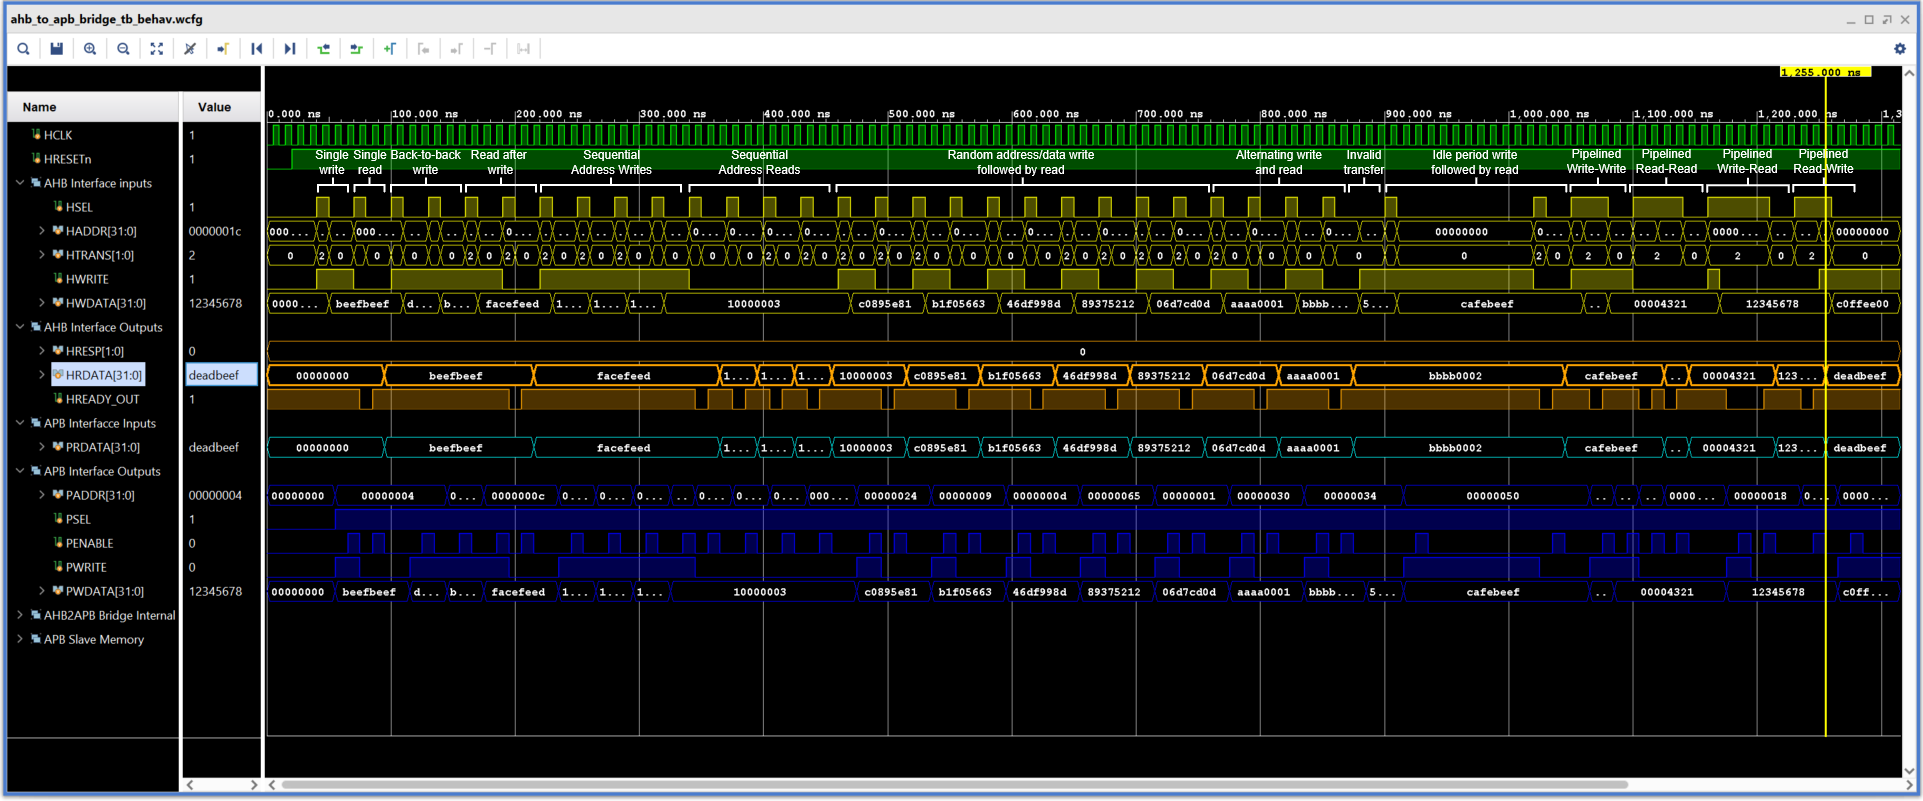 ahb_to_apb_bridge_tb_behav.wcfg
1,255.000 ns
Name Value
0.000 ns 100.000 ns 200.000 ns 300.000 ns 400.000 ns 500.000 ns 600.000 ns 700.000 ns 800.000 ns 900.000 ns 1,000.000 ns 1,100.000 ns 1,200.000 ns 1,3
HCLK 1
HRESETn 1
Single write Single read Back-to-back write Read after write Sequential Address Writes Sequential Address Reads Random address/data write followed by read Alternating write and read Invalid transfer Idle period write followed by read Pipelined Write-Write Pipelined Read-Read Pipelined Write-Read Pipelined Read-Write
AHB Interface inputs
HSEL 1
HADDR[31:0] 0000001c 000... 000... 0... 0... 0... 0... 0... 0... 0... 0... 0... 0... 0... 0... 00000000 0... 0000... 00000000
HTRANS[1:0] 2 0 2 0 0 0 0 0 2 0 2 0 2 0 2 0 2 0 2 0 0 0 0 0 2 0 2 0 2 0 2 0 2 0 2 0 2 0 2 0 2 0 0 0 2 0 2 0 2 0 2 0 2 0
HWRITE 1
HWDATA[31:0] 12345678 0000... beefbeef d... b... facefeed 1... 1... 1... 10000003 c0895e81 b1f05663 46df998d 89375212 06d7cd0d aaaa0001 bbbb... 5... cafebeef .. 00004321 12345678 c0ffee00
AHB Interface Outputs
HRESP[1:0] 0 0
HRDATA[31:0] deadbeef 00000000 beefbeef facefeed 1... 1... 1... 10000003 c0895e81 b1f05663 46df998d 89375212 06d7cd0d aaaa0001 bbbb0002 cafebeef .. 00004321 123... deadbeef
HREADY_OUT 1
APB Interfacce Inputs
PRDATA[31:0] deadbeef 00000000 beefbeef facefeed 1... 1... 1... 10000003 c0895e81 b1f05663 46df998d 89375212 06d7cd0d aaaa0001 bbbb0002 cafebeef .. 00004321 123... deadbeef
APB Interface Outputs
PADDR[31:0] 00000004 00000000 00000004 0... 0000000c 0... 0... 0... .. 0... 0... 0... 000... 00000024 00000009 0000000d 00000065 00000001 00000030 00000034 00000050 .. .. .. 0000... 00000018 0... 0000...
PSEL 1
PENABLE 0
PWRITE 0
PWDATA[31:0] 12345678 00000000 beefbeef d... b... facefeed 1... 1... 1... 10000003 c0895e81 b1f05663 46df998d 89375212 06d7cd0d aaaa0001 bbbb... 5... cafebeef .. 00004321 12345678 c0ff...
AHB2APB Bridge Internal
APB Slave Memory